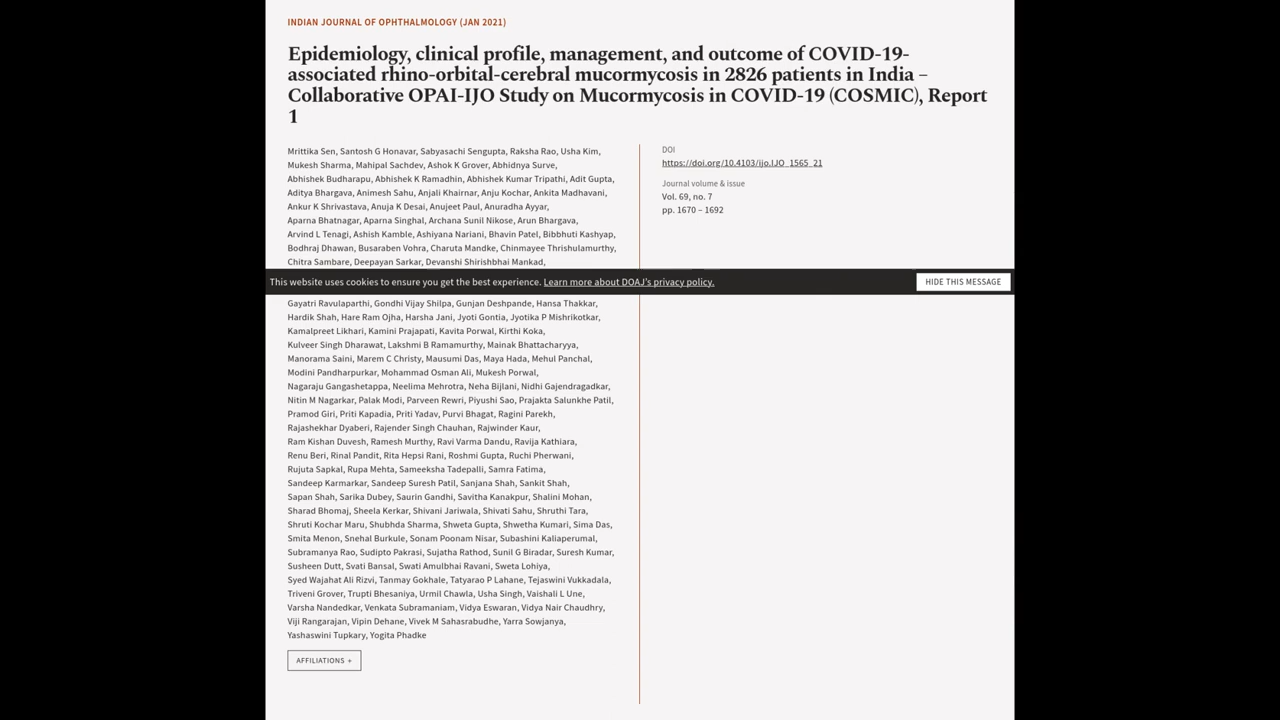 INDIAN JOURNAL OF OPHTHALMOLOGY (JAN 2021)
Epidemiology, clinical profile, management, and outcome of COVID-19-
associated rhino-orbital-cerebral mucormycosis in 2826 patients in India –
Collaborative OPAI-IJO Study on Mucormycosis in COVID-19 (COSMIC), Report
1
Mrittika Sen, Santosh G Honavar, Sabyasachi Sengupta, Raksha Rao, Usha Kim,
Mukesh Sharma, Mahipal Sachdev, Ashok K Grover, Abhidnya Surve,
Abhishek Budharapu, Abhishek K Ramadhin, Abhishek Kumar Tripathi, Adit Gupta,
Aditya Bhargava, Animesh Sahu, Anjali Khairnar, Anju Kochar, Ankita Madhavani,
Ankur K Shrivastava, Anuja K Desai, Anujeet Paul, Anuradha Ayyar,
Aparna Bhatnagar, Aparna Singhal, Archana Sunil Nikose, Arun Bhargava,
Arvind L Tenagi, Ashish Kamble, Ashiyana Nariani, Bhavin Patel, Bibbhuti Kashyap,
Bodhraj Dhawan, Busaraben Vohra, Charuta Mandke, Chinmayee Thrishulamurthy,
Chitra Sambare, Deepayan Sarkar, Devanshi Shirishbhai Mankad,
This website uses cookies to ensure you get the best experience. Learn more about DOAJ's privacy policy.
HIDE THIS MESSAGE
Gayatri Ravulaparthi, Gondhi Vijay Shilpa, Gunjan Deshpande, Hansa Thakkar,
Hardik Shah, Hare Ram Ojha, Harsha Jani, Jyoti Gontia, Jyotika P Mishrikotkar,
Kamalpreet Likhari, Kamini Prajapati, Kavita Porwal, Kirthi Koka,
Kulveer Singh Dharawat, Lakshmi B Ramamurthy, Mainak Bhattacharyya,
Manorama Saini, Marem C Christy, Mausumi Das, Maya Hada, Mehul Panchal,
Modini Pandharpurkar, Mohammad Osman Ali, Mukesh Porwal,
Nagaraju Gangashetappa, Neelima Mehrotra, Neha Bijlani, Nidhi Gajendragadkar,
Nitin M Nagarkar, Palak Modi, Parveen Rewri, Piyushi Sao, Prajakta Salunkhe Patil,
Pramod Giri, Priti Kapadia, Priti Yadav, Purvi Bhagat, Ragini Parekh,
Rajashekhar Dyaberi, Rajender Singh Chauhan, Rajwinder Kaur,
Ram Kishan Duvesh, Ramesh Murthy, Ravi Varma Dandu, Ravija Kathiara,
Renu Beri, Rinal Pandit, Rita Hepsi Rani, Roshmi Gupta, Ruchi Pherwani,
Rujuta Sapkal, Rupa Mehta, Sameeksha Tadepalli, Samra Fatima,
Sandeep Karmarkar, Sandeep Suresh Patil, Sanjana Shah, Sankit Shah,
Sapan Shah, Sarika Dubey, Saurin Gandhi, Savitha Kanakpur, Shalini Mohan,
Sharad Bhomaj, Sheela Kerkar, Shivani Jariwala, Shivati Sahu, Shruthi Tara,
Shruti Kochar Maru, Shubhda Sharma, Shweta Gupta, Shwetha Kumari, Sima Das,
Smita Menon, Snehal Burkule, Sonam Poonam Nisar, Subashini Kaliaperumal,
Subramanya Rao, Sudipto Pakrasi, Sujatha Rathod, Sunil G Biradar, Suresh Kumar,
Susheen Dutt, Svati Bansal, Swati Amulbhai Ravani, Sweta Lohiya,
Syed Wajahat Ali Rizvi, Tanmay Gokhale, Tatyarao P Lahane, Tejaswini Vukkadala,
Triveni Grover, Trupti Bhesaniya, Urmil Chawla, Usha Singh, Vaishali L Une,
Varsha Nandedkar, Venkata Subramaniam, Vidya Eswaran, Vidya Nair Chaudhry,
Viji Rangarajan, Vipin Dehane, Vivek M Sahasrabudhe, Yarra Sowjanya,
Yashaswini Tupkary, Yogita Phadke
AFFILIATIONS +
DOI
https://doi.org/10.4103/ijo.IJO_1565_21
Journal volume & issue
Vol. 69, no. 7
pp. 1670 – 1692